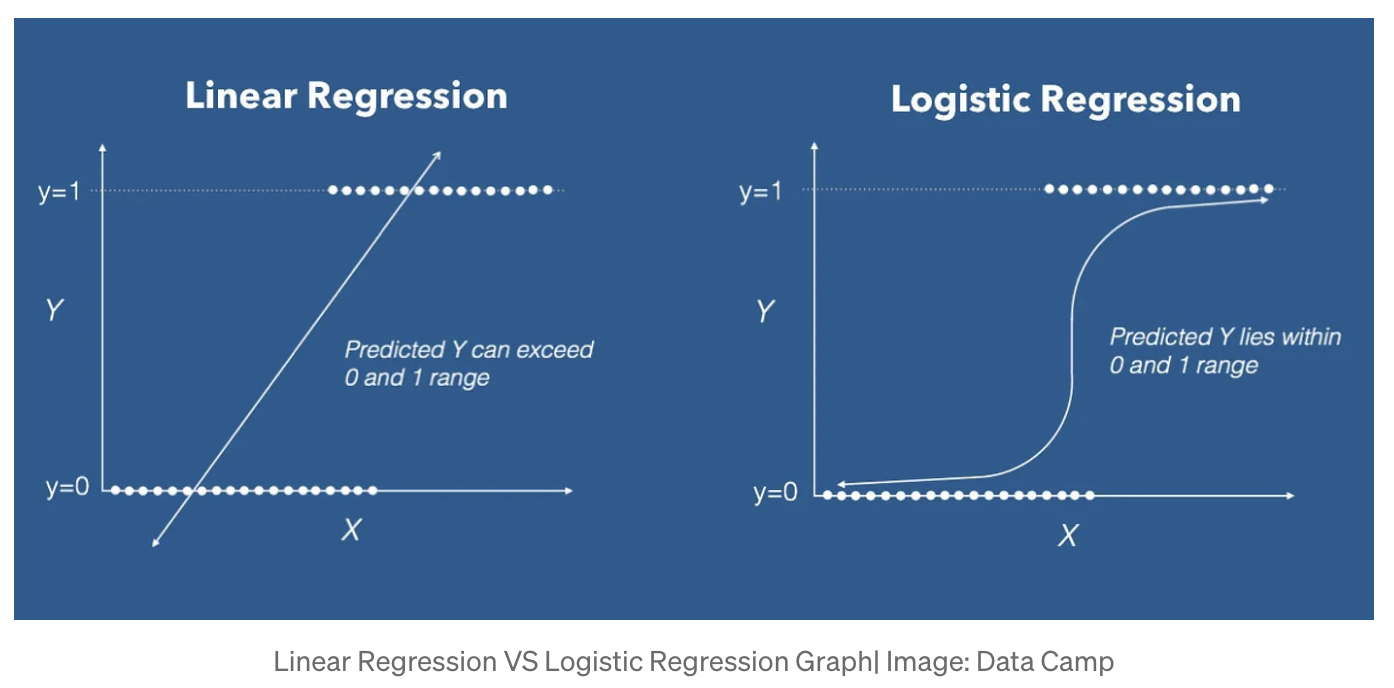 Linear Regression
y=1
Y
Predicted Y can exceed
0 and 1 range
y=0
X
Logistic Regression
y=1
Y
Predicted Y lies within
0 and 1 range
y=0
X
Linear Regression VS Logistic Regression Graph| Image: Data Camp